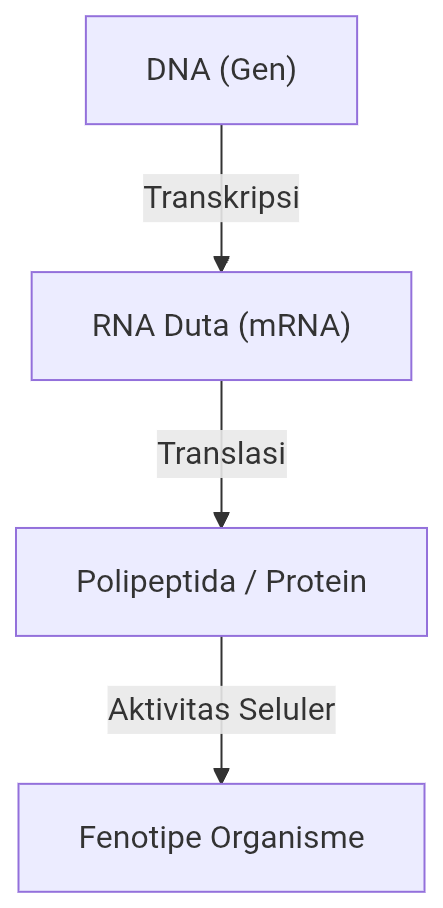 DNA (Gen)
Transkripsi
RNA Duta (mRNA)
Translasi
Polipeptida / Protein
Aktivitas Seluler
Fenotipe Organisme